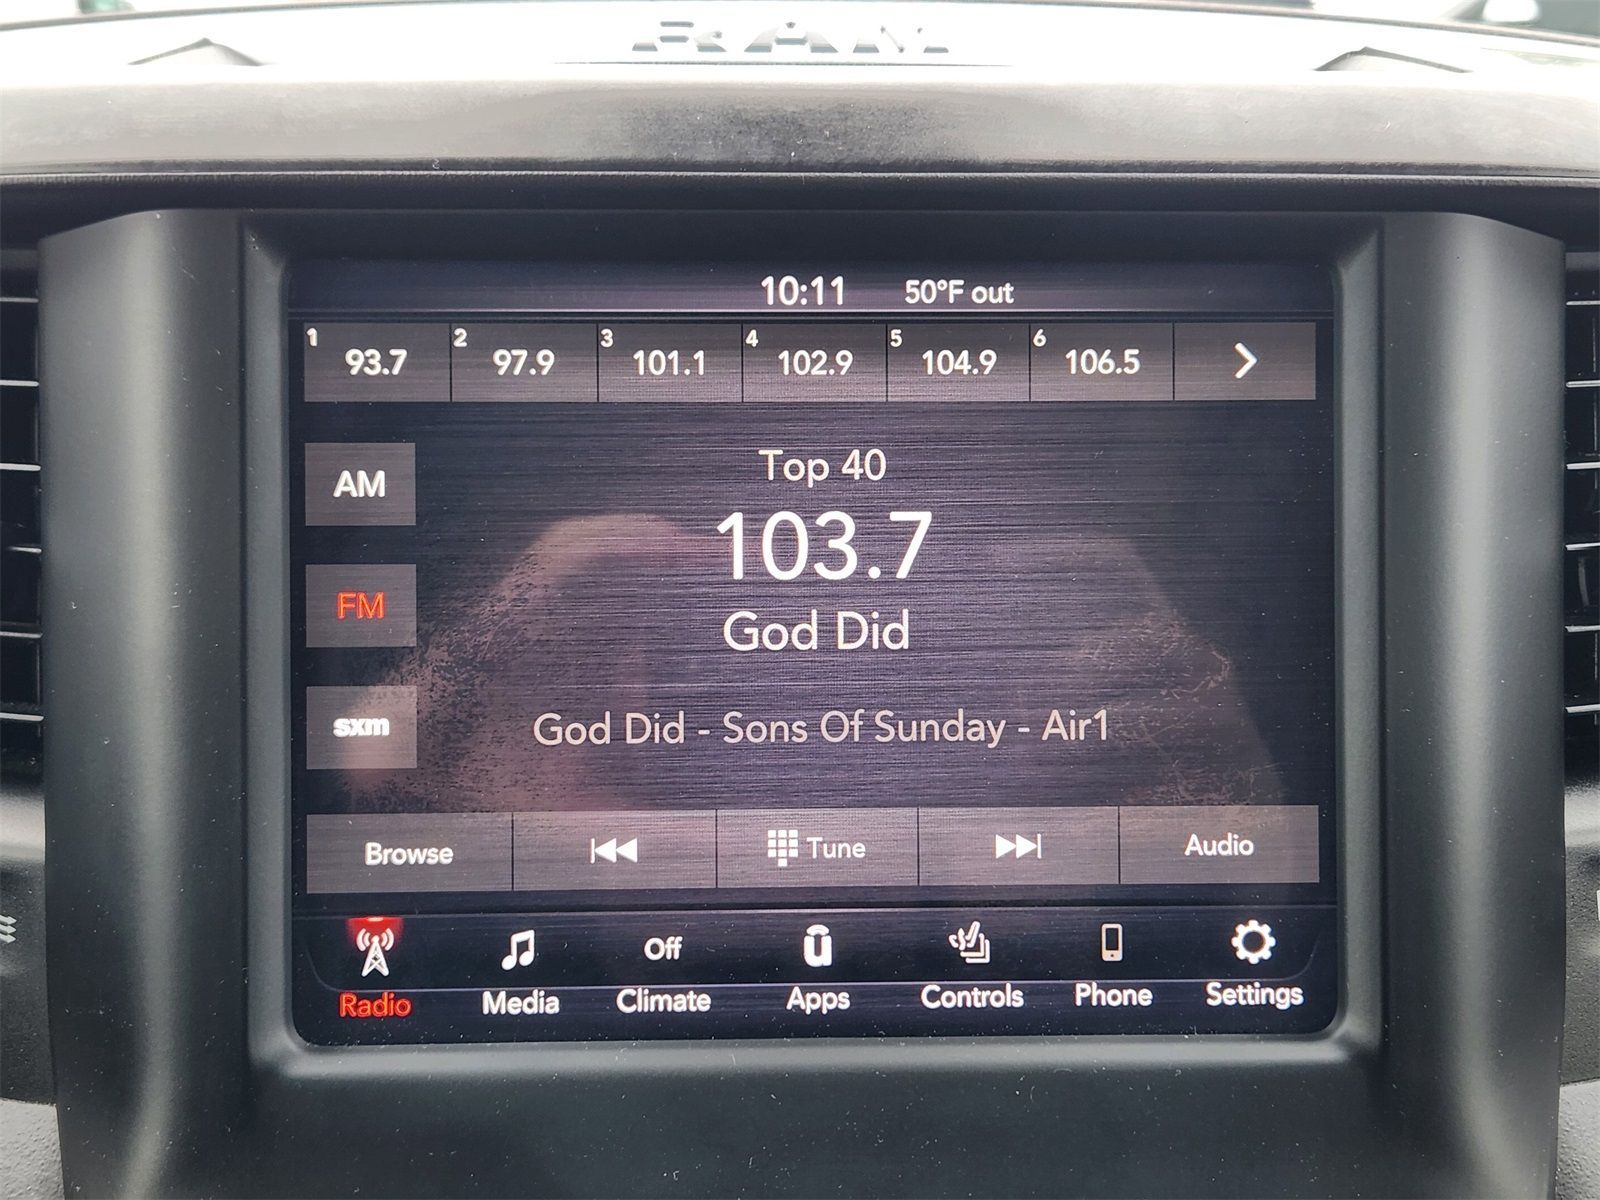 RAM
10:11 50°F out
1 93.7 2 97.9 3 101.1 4 102.9 5 104.9 6 106.5
AM
Top 40
103.7
FM
God Did
sxm
God Did - Sons Of Sunday - Air1
Browse Tune Audio
Off
Radio Media Climate Apps Controls Phone Settings